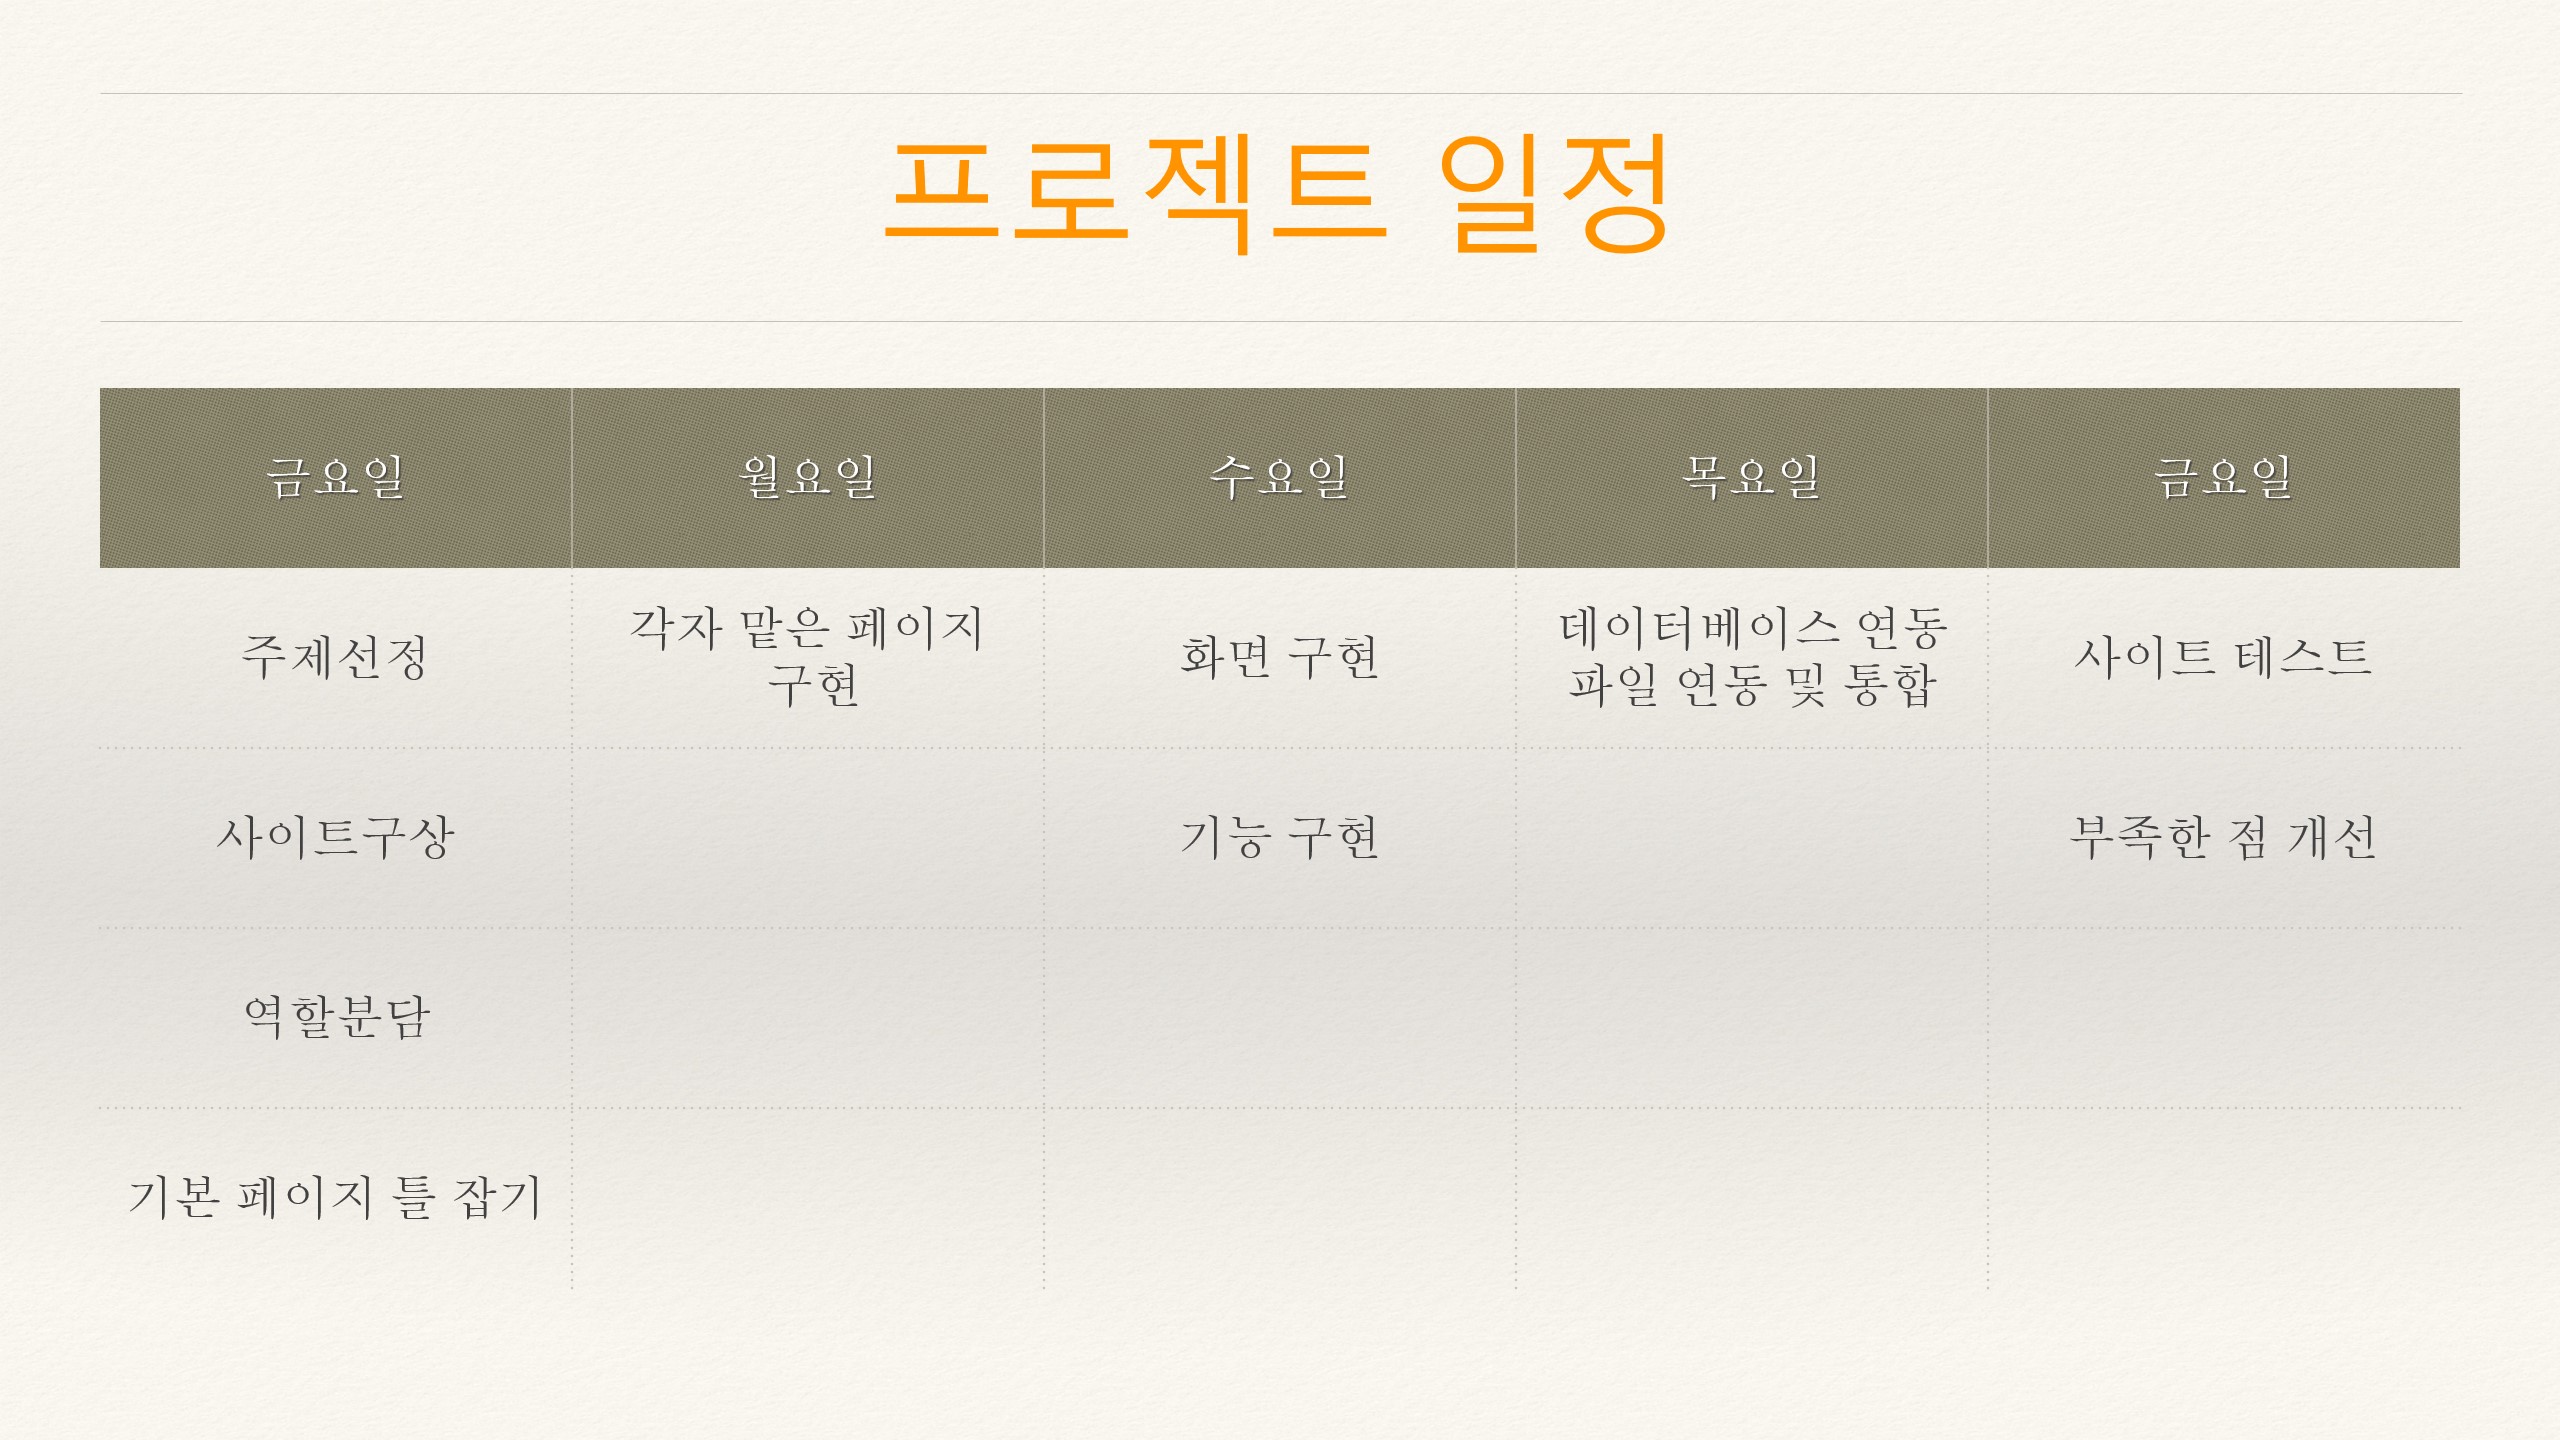 프로젝트 일정
금요일 월요일 수요일 목요일 금요일
주제선정 각자 맡은 페이지 구현 화면 구현 데이터베이스 연동 파일 연동 및 통합 사이트 테스트
사이트구상 기능 구현 부족한 점 개선
역할분담
기본 페이지 틀 잡기